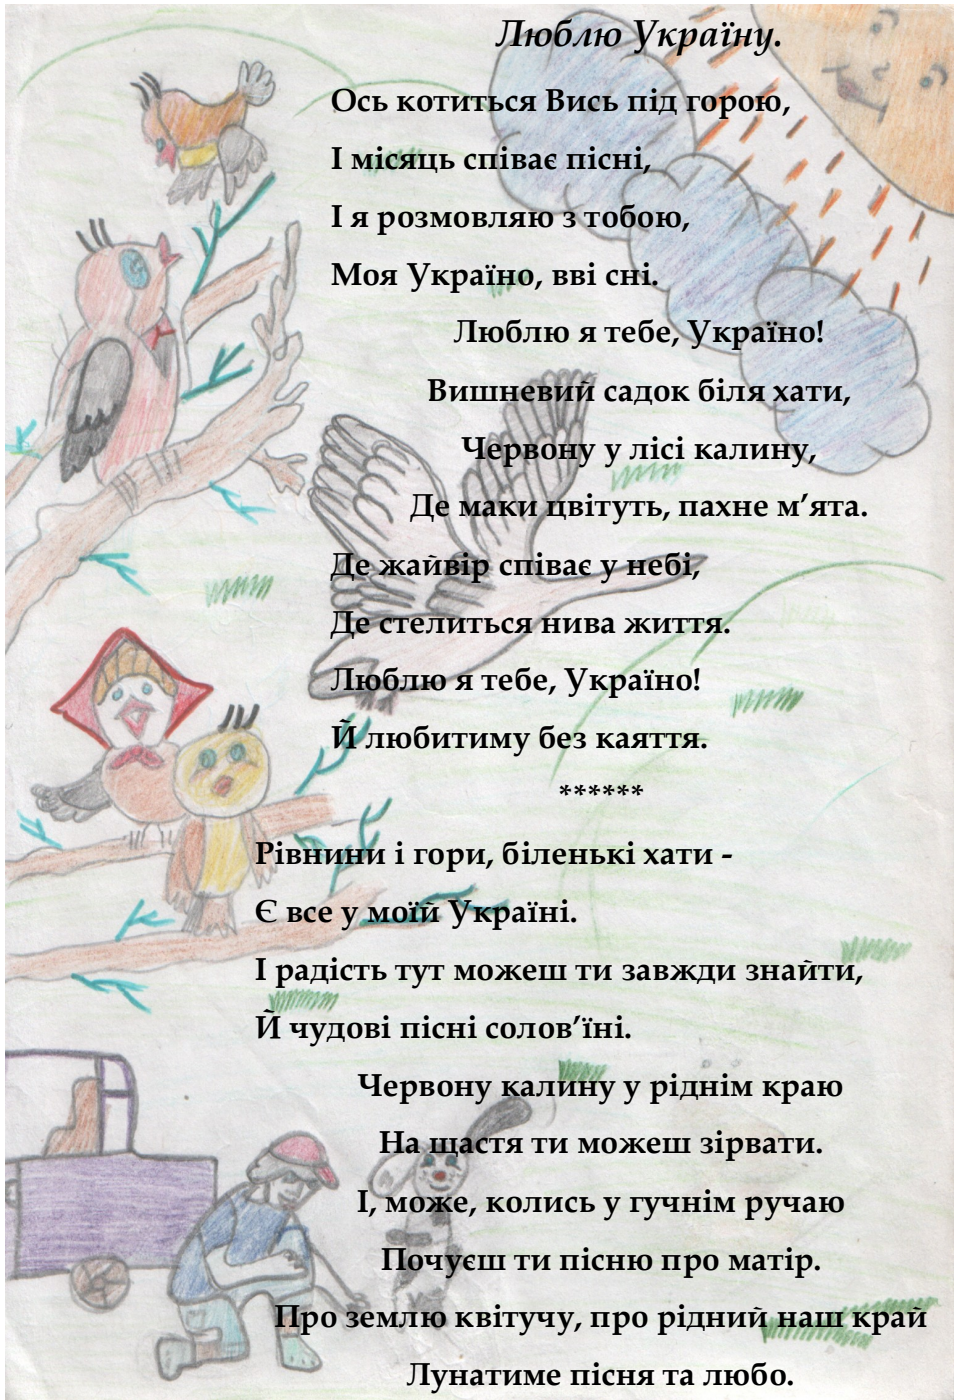 Люблю Україну.
Ось котиться Вись під горою,
І місяць співає пісні,
І я розмовляю з тобою,
Моя Україно, вві сні.
Люблю я тебе, Україно!
Вишневий садок біля хати,
Червону у лісі калину,
Де маки цвітуть, пахне м’ята.
Де жайвір співає у небі,
Де стелиться нива життя.
Люблю я тебе, Україно!
Й любитиму без каяття.
******
Рівнини і гори, біленькі хати -
Є все у моїй Україні.
І радість тут можеш ти завжди знайти,
Й чудові пісні солов’їні.
Червону калину у ріднім краю
На щастя ти можеш зірвати.
І, може, колись у гучнім ручаю
Почуєш ти пісню про матір.
Про землю квітучу, про рідний наш край
Лунатиме пісня та любо.